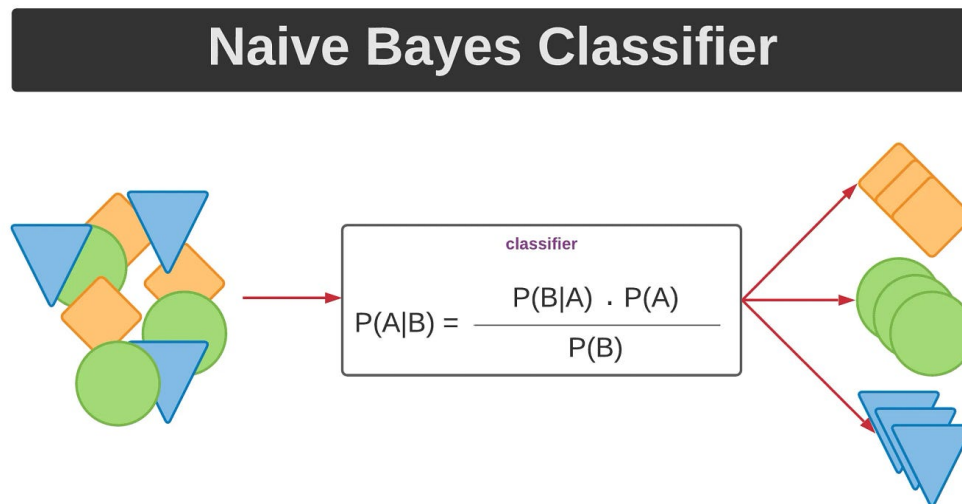 Naive Bayes Classifier
classifier
P(B|A) . P(A)
P(A|B) =
P(B)